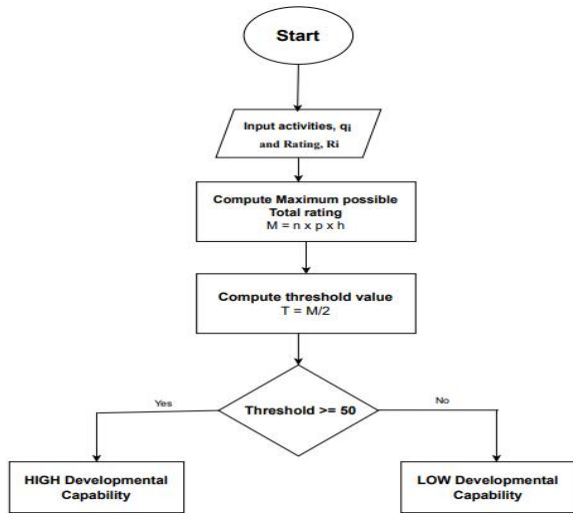 Start
Input activities, qi
and Rating, Ri
Compute Maximum possible
Total rating
M = n x p x h
Compute threshold value
T = M/2
Yes
Threshold >= 50
No
HIGH Developmental
Capability
LOW Developmental
Capability